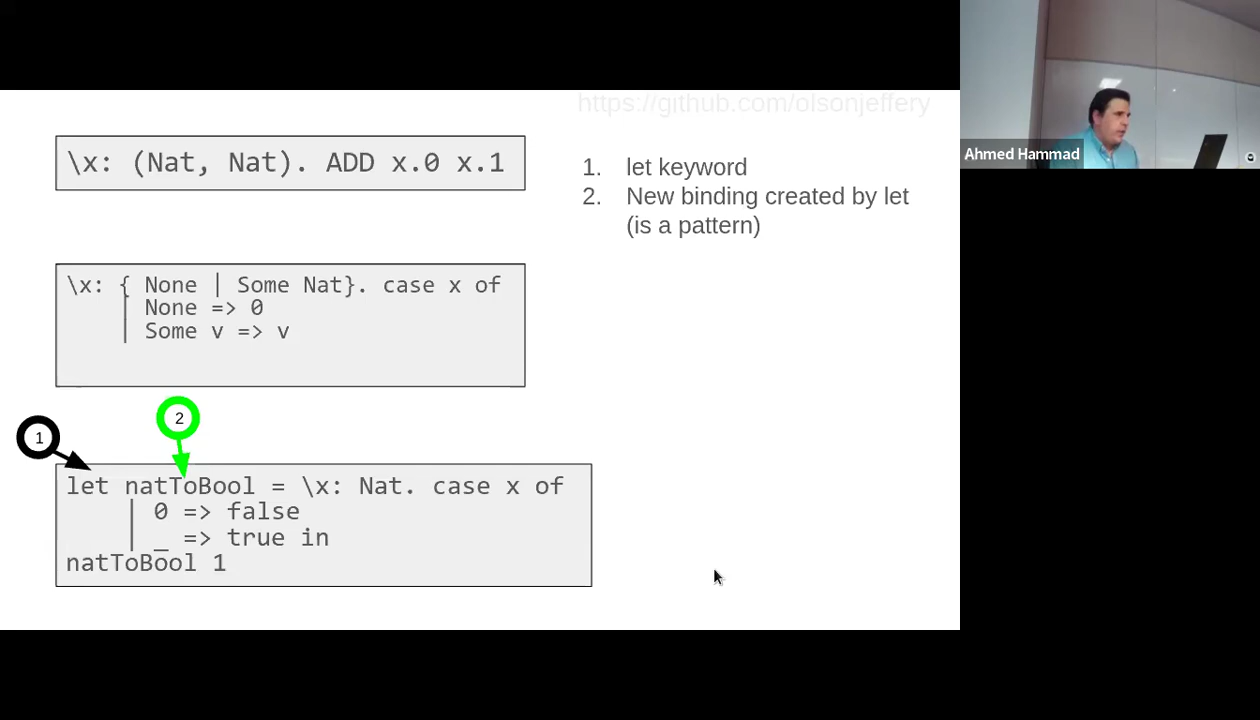 https://github.com/olsonjeffery
\x: (Nat, Nat). ADD x.0 x.1
1. let keyword
2. New binding created by let
(is a pattern)
\x: { None | Some Nat}. case x of
| None => 0
| Some v => v
1
2
let natToBool = \x: Nat. case x of
| 0 => false
| _ => true in
natToBool 1
Ahmed Hammad